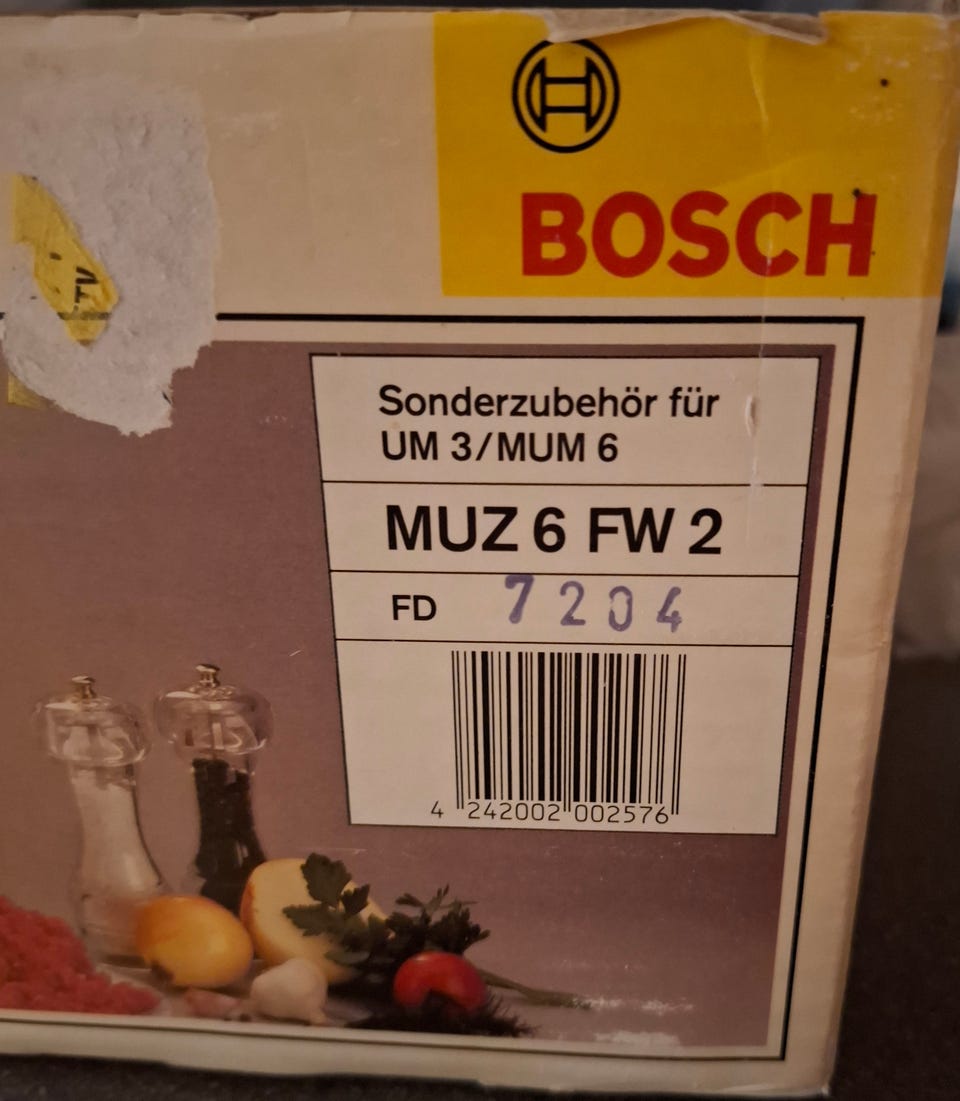 BOSCH
Sonderzubehör für
UM 3/MUM 6
MUZ 6 FW 2
FD 7204
4 242002 002576